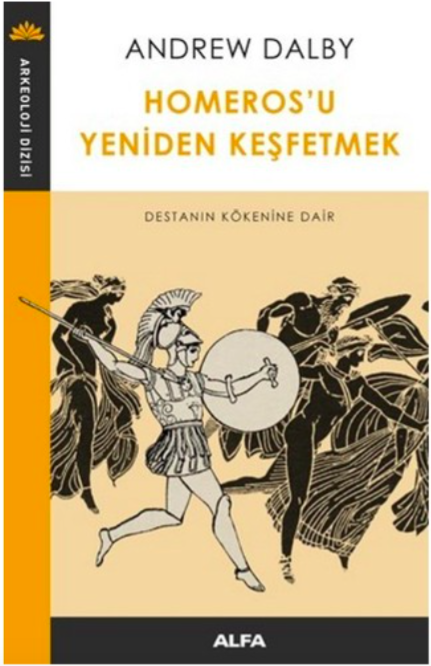 ARKEOLOJİ DİZİSİ
ANDREW DALBY
HOMEROS'U
YENİDEN KEŞFETMEK
DESTANIN KÖKENİNE DAİR
ALFA